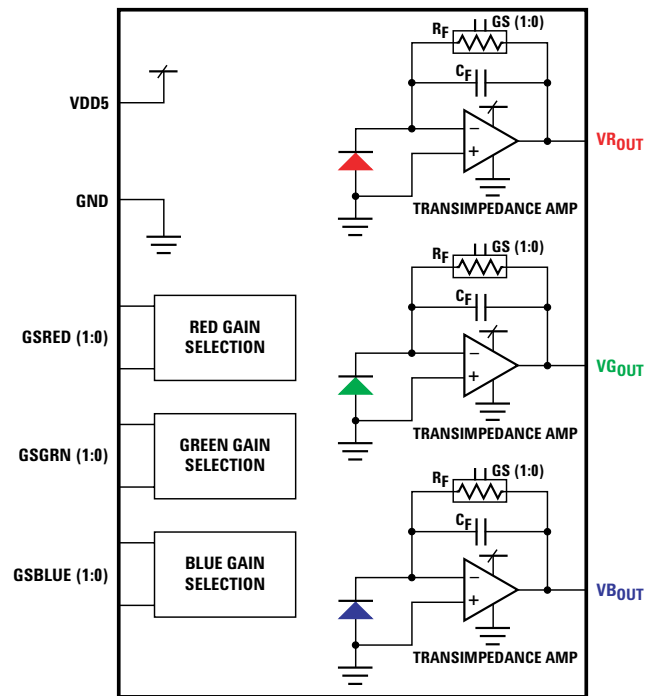 VDD5
GND
GSRED (1:0)
RED GAIN
SELECTION
GSGRN (1:0)
GREEN GAIN
SELECTION
GSBLUE (1:0)
BLUE GAIN
SELECTION
RF GS (1:0)
CF
−
+
VROUT
TRANSIMPEDANCE AMP
RF GS (1:0)
CF
−
+
VGOUT
TRANSIMPEDANCE AMP
RF GS (1:0)
CF
−
+
VBOUT
TRANSIMPEDANCE AMP